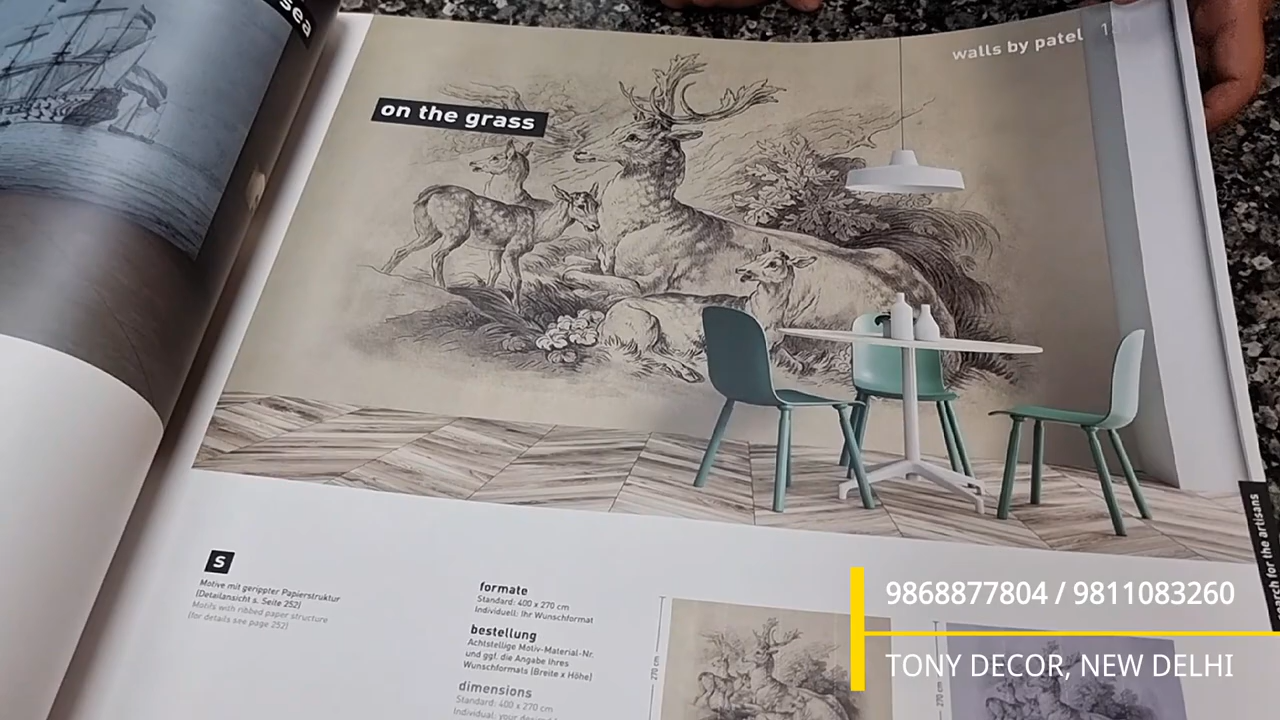 sea
walls by patel
on the grass
s
Motive mit gerippter Papierstruktur
(Detailansicht s. Seite 252)
Motifs with ribbed paper structure
(for details see page 252)
formate
Standard: 400 x 270 cm
Individuell: Ihr Wunschformat
bestellung
Achtstellige Motiv-Material-Nr.
und ggf. die Angabe Ihres
Wunschformats (Breite x Höhe)
dimensions
Standard: 400 x 270 cm
270 cm
270 cm
for the artisans
9868877804 / 9811083260
TONY DECOR, NEW DELHI